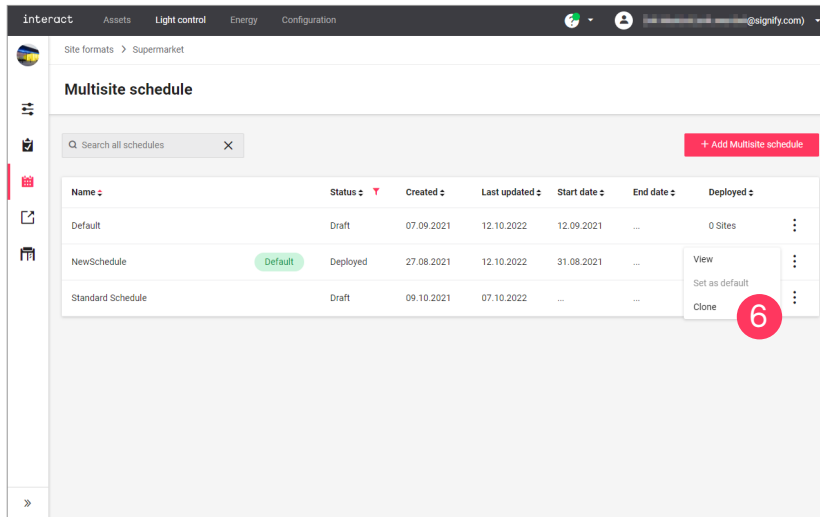 interact Assets Light control Energy Configuration @signify.com)
Site formats > Supermarket
Multisite schedule
Search all schedules
+ Add Multisite schedule
Name Status Created Last updated Start date End date Deployed
Default Draft 07.09.2021 12.10.2022 12.09.2021 ... 0 Sites
NewSchedule Default Deployed 27.08.2021 12.10.2022 31.08.2021 ...
Standard Schedule Draft 09.10.2021 07.10.2022 ... ...
View
Set as default
Clone
6